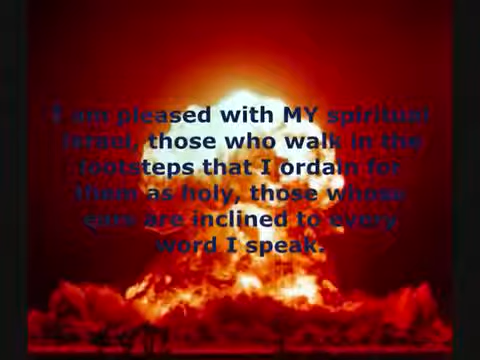 I am pleased with MY spiritual
Israel, those who walk in the
footsteps that I ordain for
them as holy, those whose
ears are inclined to every
word I speak.